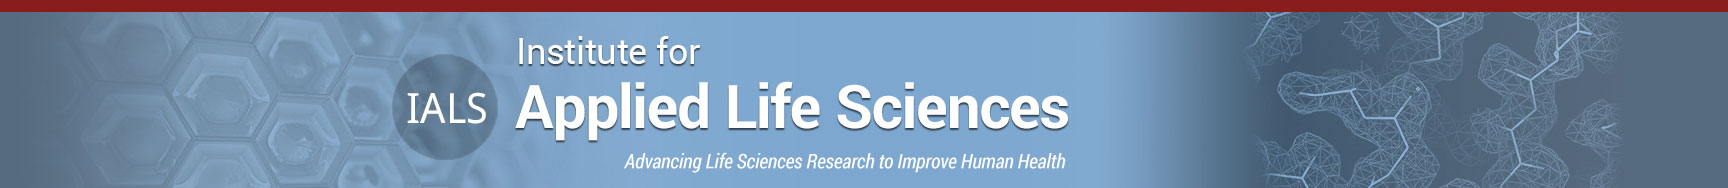 IALS
Institute for
Applied Life Sciences
Advancing Life Sciences Research to Improve Human Health